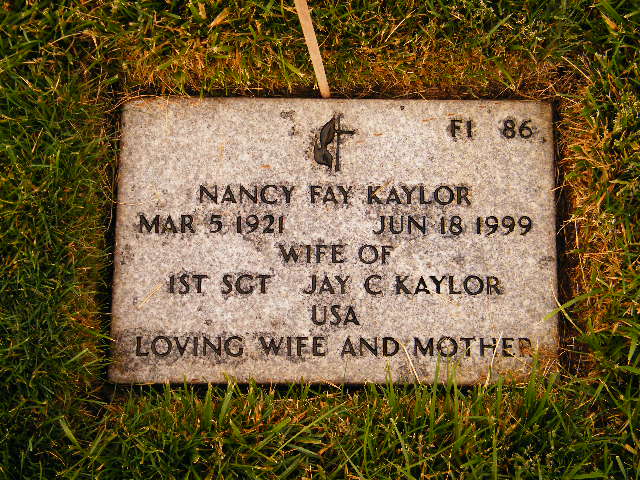 FI 86
NANCY FAY KAYLOR
MAR 5 1921 JUN 18 1999
WIFE OF
1ST SGT JAY C KAYLOR
USA
LOVING WIFE AND MOTHER